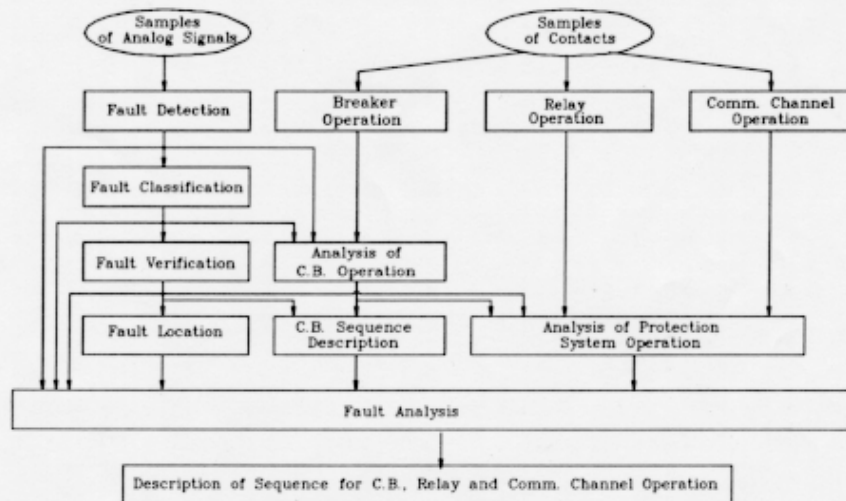 Samples
of Analog Signals
Samples
of Contacts
Fault Detection
Breaker
Operation
Relay
Operation
Comm. Channel
Operation
Fault Classification
Fault Verification
Analysis of
C.B. Operation
Fault Location
C.B. Sequence
Description
Analysis of Protection
System Operation
Fault Analysis
Description of Sequence for C.B., Relay and Comm. Channel Operation